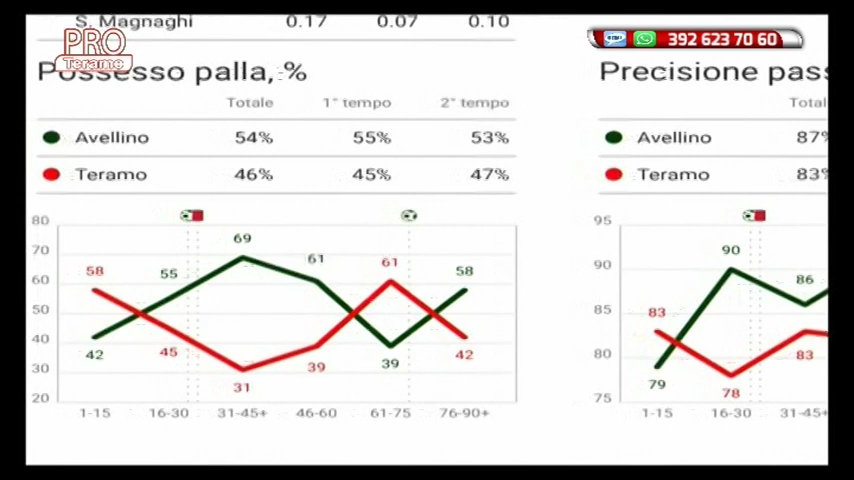 S. Magnaghi 0.17 0.07 0.10
PRO
Teramo
392 623 70 60
Possesso palla, %
Totale 1° tempo 2° tempo
Avellino 54% 55% 53%
Teramo 46% 45% 47%
80
70
60
50
40
30
20
58 55 69 61 61 58
42 45 31 39 39 42
1-15 16-30 31-45+ 46-60 61-75 76-90+
Precisione pass
Total
Avellino 87%
Teramo 83%
95
90
85
80
75
83 90 86
79 78 83
1-15 16-30 31-45+